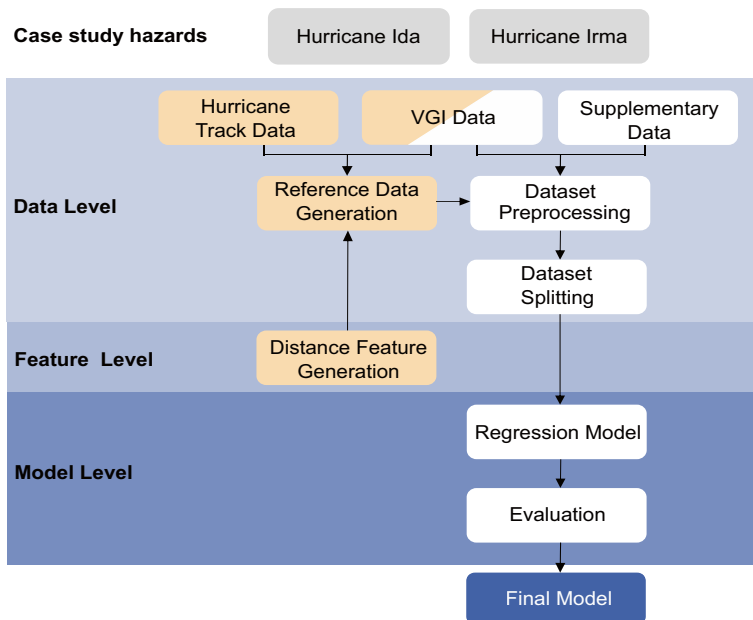 Case study hazards
Hurricane Ida
Hurricane Irma
Hurricane
Track Data
VGI Data
Supplementary
Data
Data Level
Reference Data
Generation
Dataset
Preprocessing
Dataset
Splitting
Feature Level
Distance Feature
Generation
Regression Model
Model Level
Evaluation
Final Model